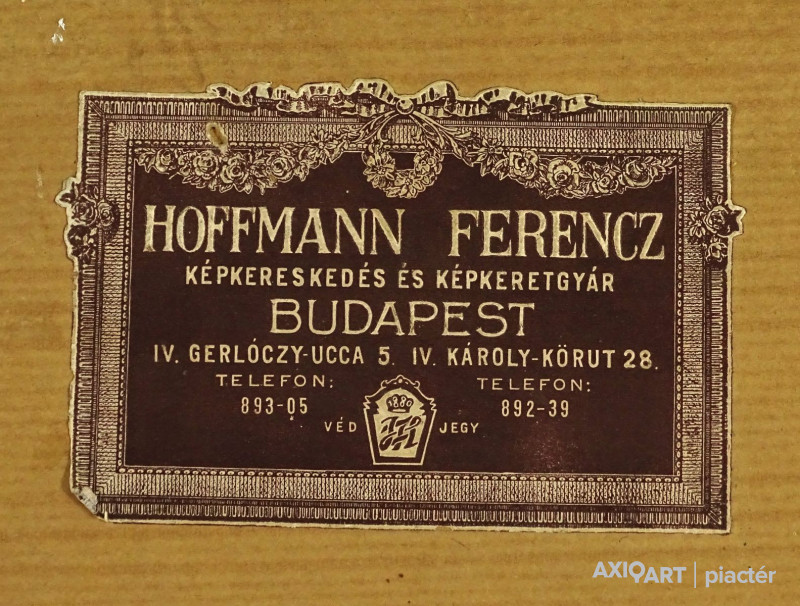 HOFFMANN FERENCZ
KÉPKERESKEDÉS ÉS KÉPKERETGYÁR
BUDAPEST
IV. GERLÓCZY-UCCA 5. IV. KÁROLY-KÖRUT 28.
TELEFON: TELEFON:
893-05 892-39
1880
VÉD JEGY
AXIOART | piactér